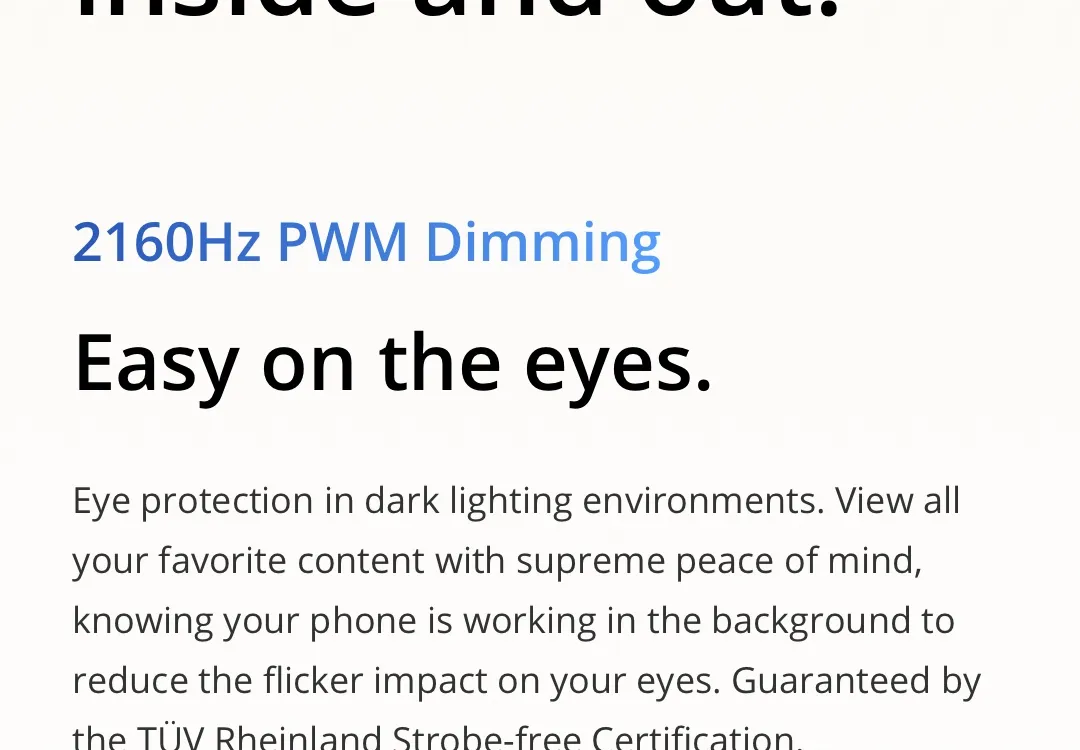 inside and out.
2160Hz PWM Dimming
Easy on the eyes.
Eye protection in dark lighting environments. View all
your favorite content with supreme peace of mind,
knowing your phone is working in the background to
reduce the flicker impact on your eyes. Guaranteed by
the TÜV Rheinland Strobe-free Certification.